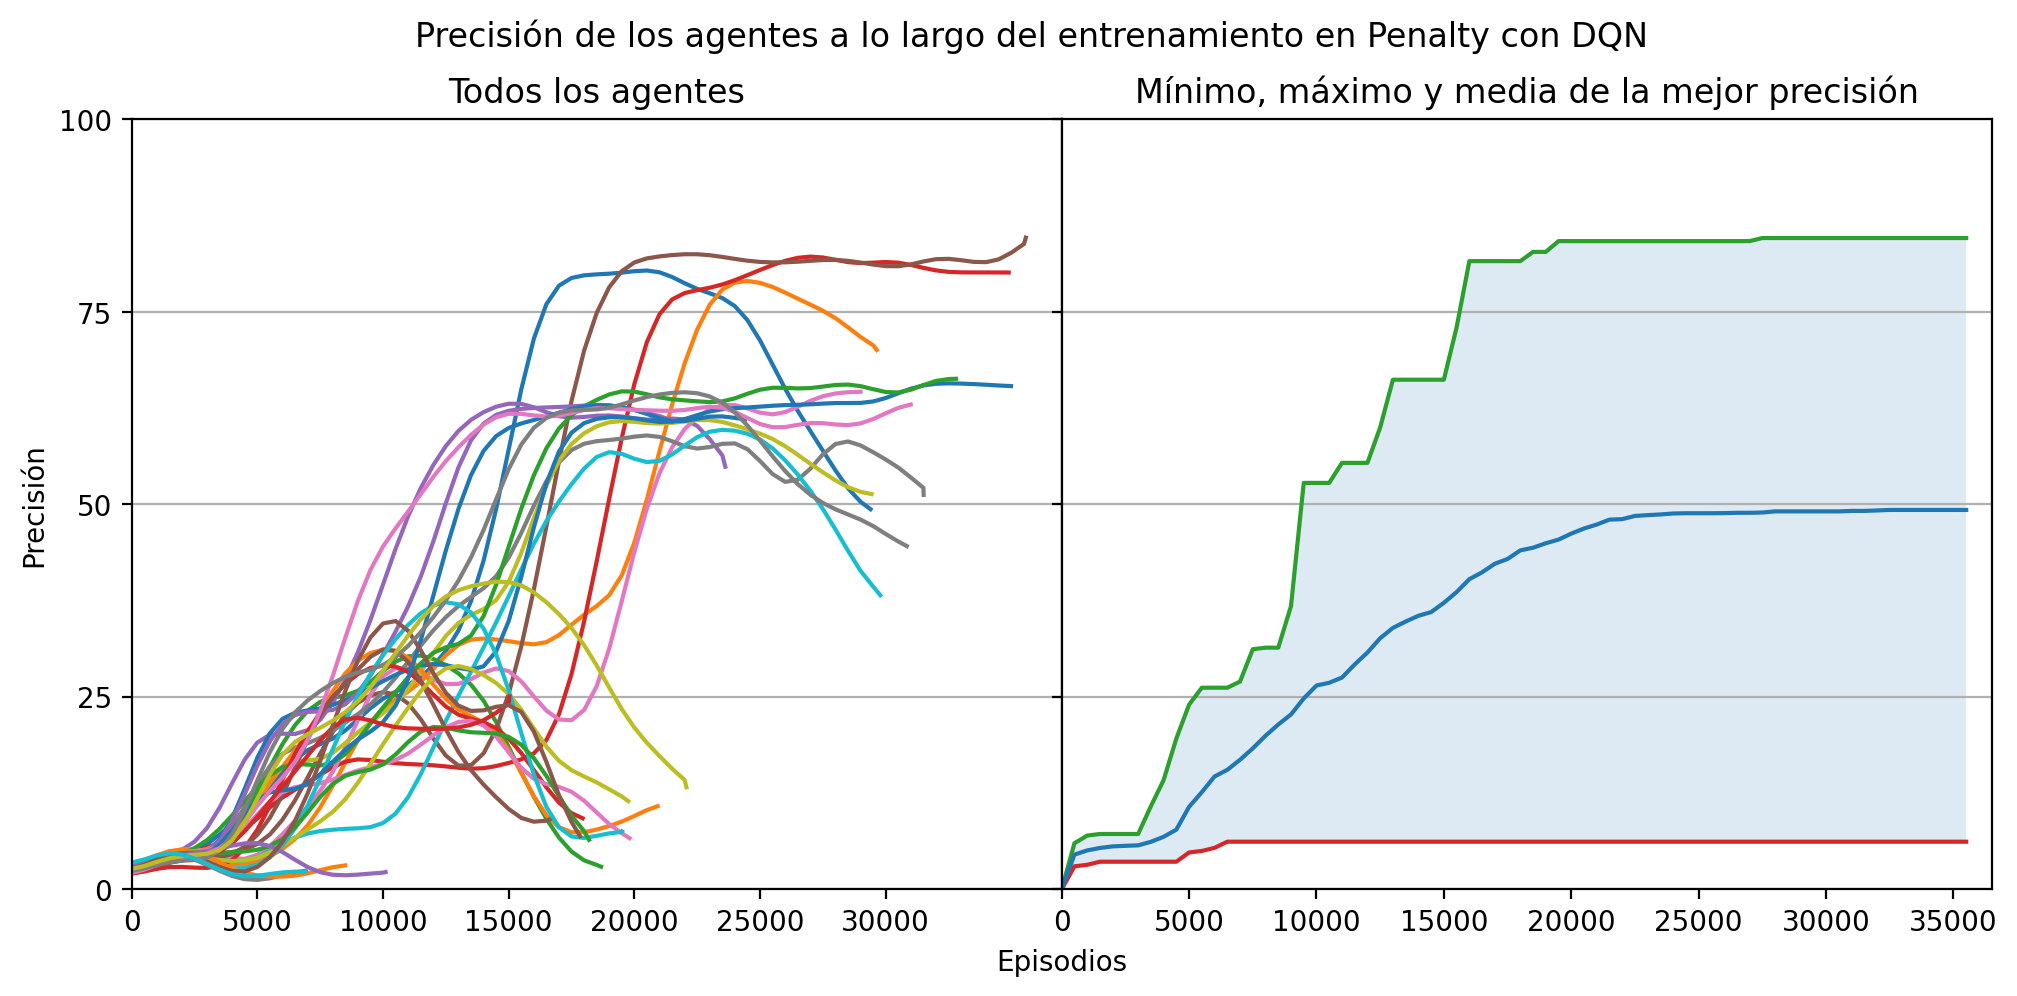 Precisión de los agentes a lo largo del entrenamiento en Penalty con DQN
Todos los agentes
Mínimo, máximo y media de la mejor precisión
Precisión
100
75
50
25
0
0 5000 10000 15000 20000 25000 30000
0 5000 10000 15000 20000 25000 30000 35000
Episodios